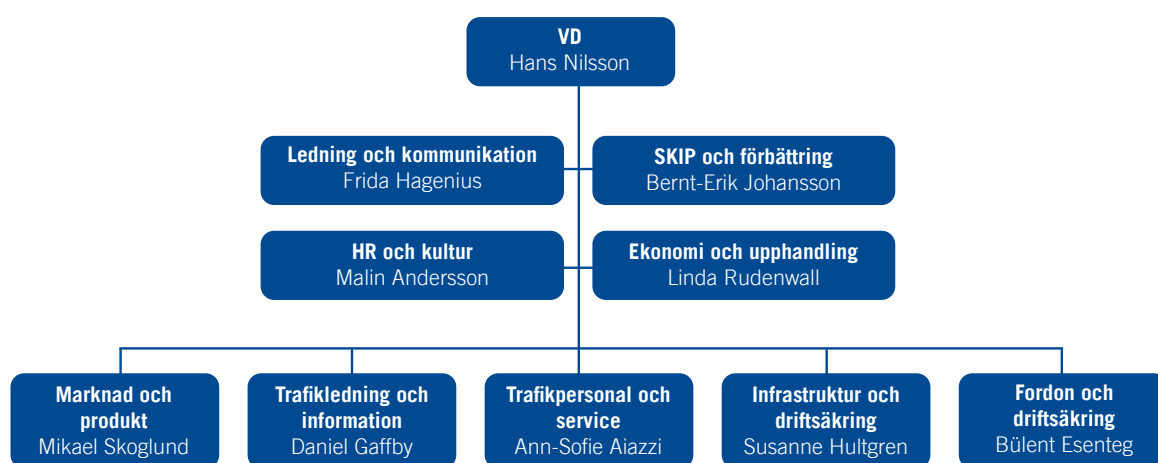 VD
Hans Nilsson
Ledning och kommunikation
Frida Hagenius
SKIP och förbättring
Bernt-Erik Johansson
HR och kultur
Malin Andersson
Ekonomi och upphandling
Linda Rudenwall
Marknad och
produkt
Mikael Skoglund
Trafikledning och
information
Daniel Gaffby
Trafikpersonal och
service
Ann-Sofie Aiazzi
Infrastruktur och
driftsäkring
Susanne Hultgren
Fordon och
driftsäkring
Bülent Esenteg